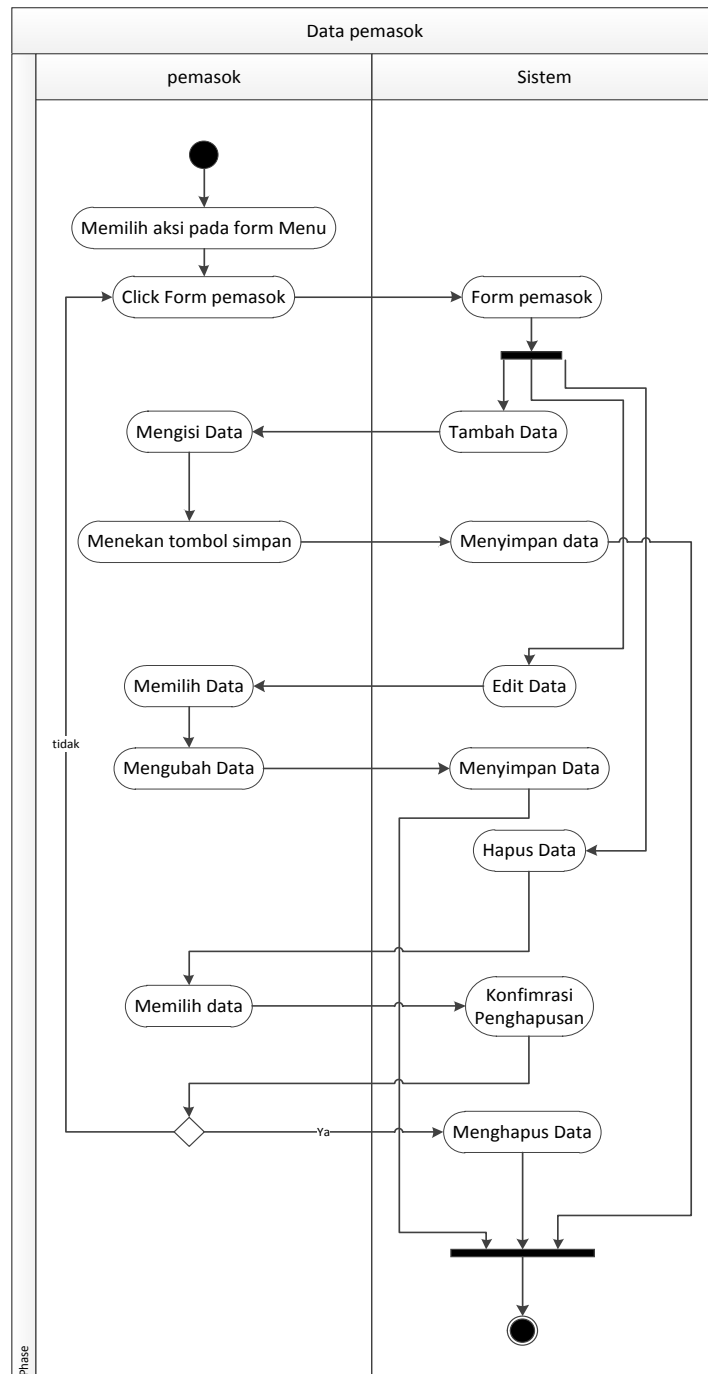 Data pemasok
pemasok
Sistem
Memilih aksi pada form Menu
Click Form pemasok
Form pemasok
Mengisi Data
Tambah Data
Menekan tombol simpan
Menyimpan data
Memilih Data
Edit Data
tidak
Mengubah Data
Menyimpan Data
Hapus Data
Memilih data
Konfimrasi
Penghapusan
Ya
Menghapus Data
Phase